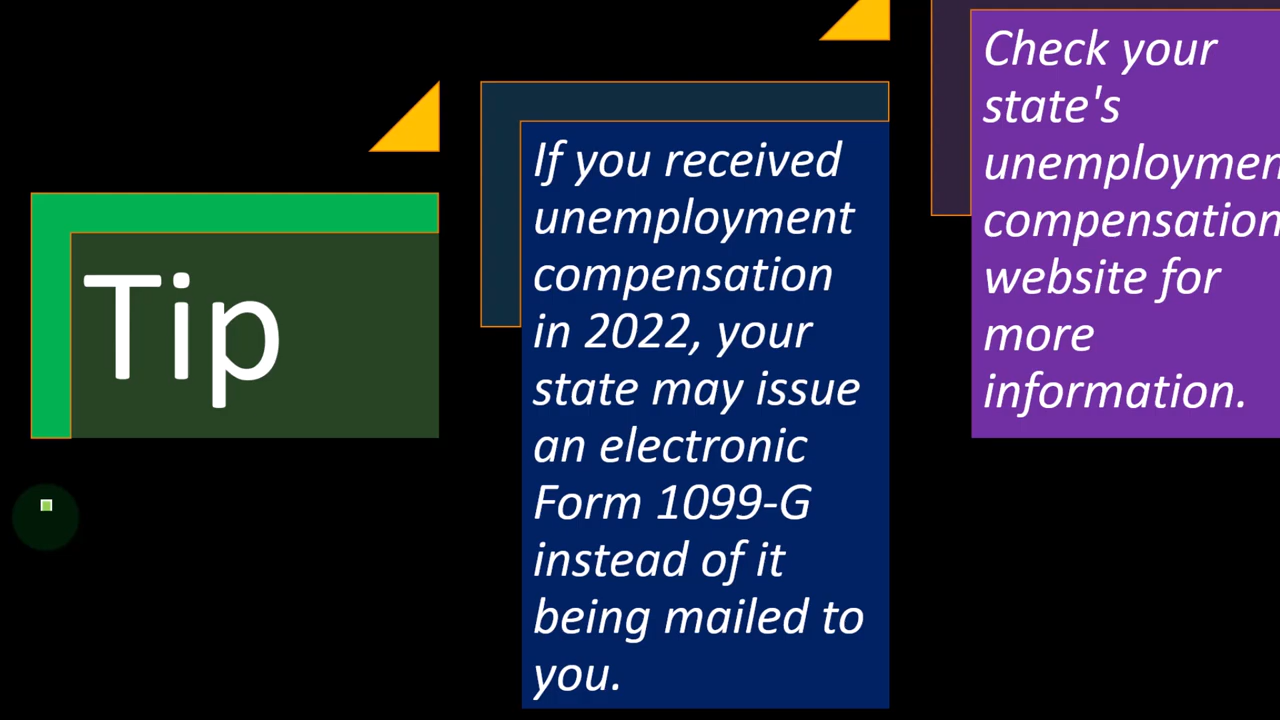 Tip
If you received
unemployment
compensation
in 2022, your
state may issue
an electronic
Form 1099-G
instead of it
being mailed to
you.
Check your
state's
compensation
website for
more
information.